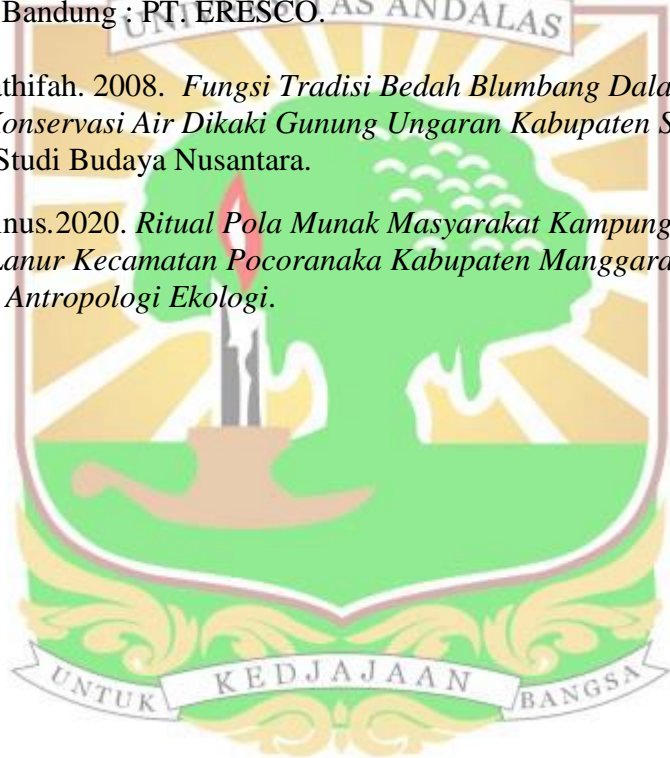 Bandung : PT. ERESCO.
UNIVERSITAS ANDALAS
athifah. 2008. Fungsi Tradisi Bedah Blumbang Dala
Konservasi Air Dikaki Gunung Ungaran Kabupaten S
Studi Budaya Nusantara.
nus.2020. Ritual Pola Munak Masyarakat Kampung
Lanur Kecamatan Pocoranaka Kabupaten Manggara
Antropologi Ekologi.
UNTUK KEDJAJAAN BANGSA